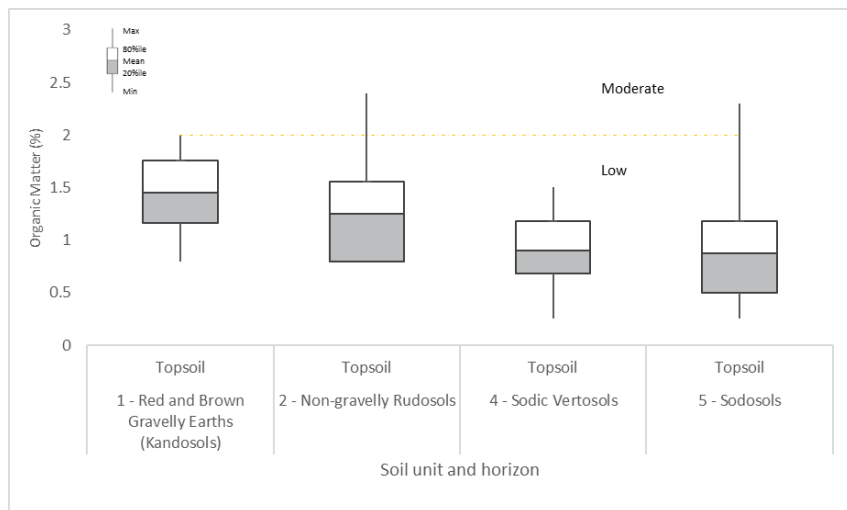 3
2.5
2
1.5
1
0.5
0
Organic Matter (%)
Max
80%ile
Mean
20%ile
Min
Moderate
Low
Topsoil
Topsoil
Topsoil
Topsoil
1 - Red and Brown
Gravelly Earths
(Kandosols)
2 - Non-gravelly Rudosols
4 - Sodic Vertosols
5 - Sodosols
Soil unit and horizon